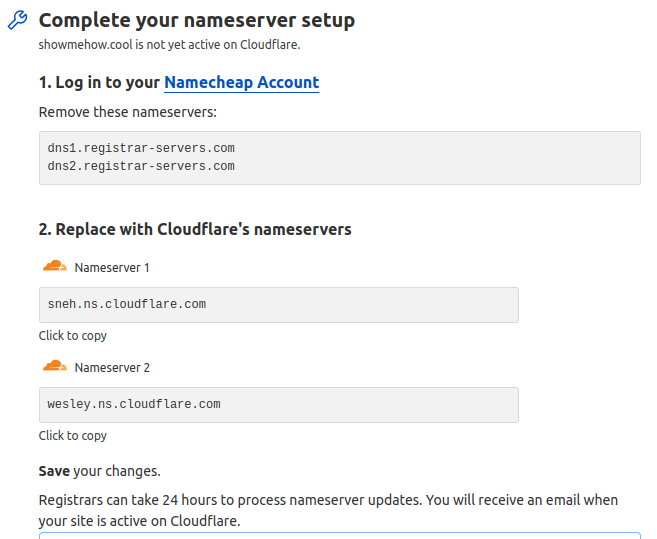 Complete your nameserver setup
showmehow.cool is not yet active on Cloudflare.
1. Log in to your Namecheap Account
Remove these nameservers:
dns1.registrar-servers.com
dns2.registrar-servers.com
2. Replace with Cloudflare's nameservers
Nameserver 1
sneh.ns.cloudflare.com
Click to copy
Nameserver 2
wesley.ns.cloudflare.com
Click to copy
Save your changes.
Registrars can take 24 hours to process nameserver updates. You will receive an email when
your site is active on Cloudflare.